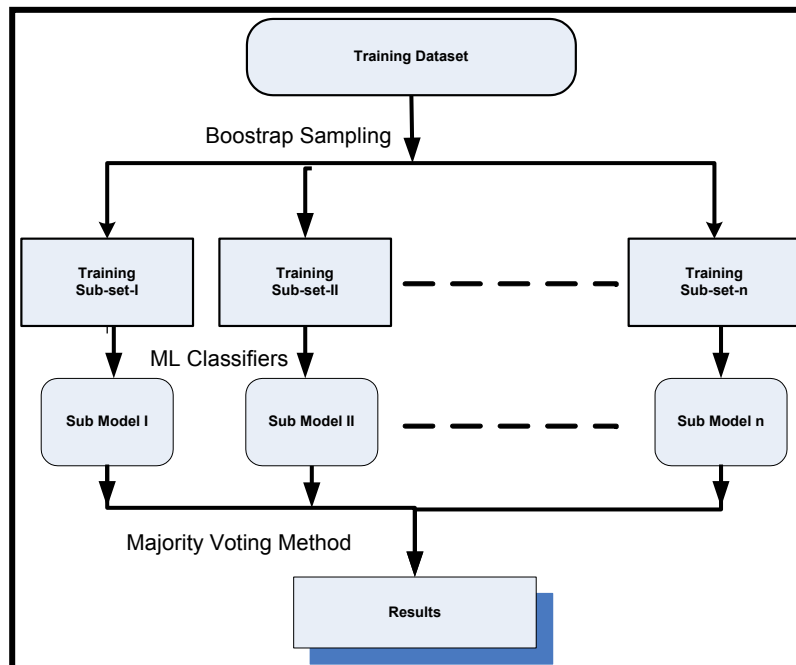 Training Dataset
Boostrap Sampling
Training
Sub-set-I
Training
Sub-set-II
Training
Sub-set-n
ML Classifiers
Sub Model I
Sub Model II
Sub Model n
Majority Voting Method
Results